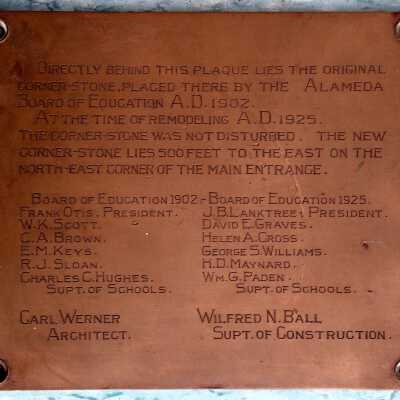 Directly behind this plaque lies the original
corner-stone, placed there by the Alameda
Board of Education A.D. 1902.
At the time of remodeling A.D. 1925.
the corner-stone was not disturbed. The new
corner-stone lies 500 feet to the east on the
north-east corner of the main entrance.
Board of Education 1902.- Board of Education 1925.
Frank Otis, President. J.B. Lanktree, President.
W.K. Scott. David E. Graves.
C.A. Brown. Helen A. Cross.
E.M. Keys. George S. Williams.
R.J. Sloan. H.D. Maynard.
Charles C. Hughes. Wm. G. Paden.
Supt. of Schools. Supt. of Schools.
Carl Werner Wilfred N. Ball
Architect. Supt. of Construction.